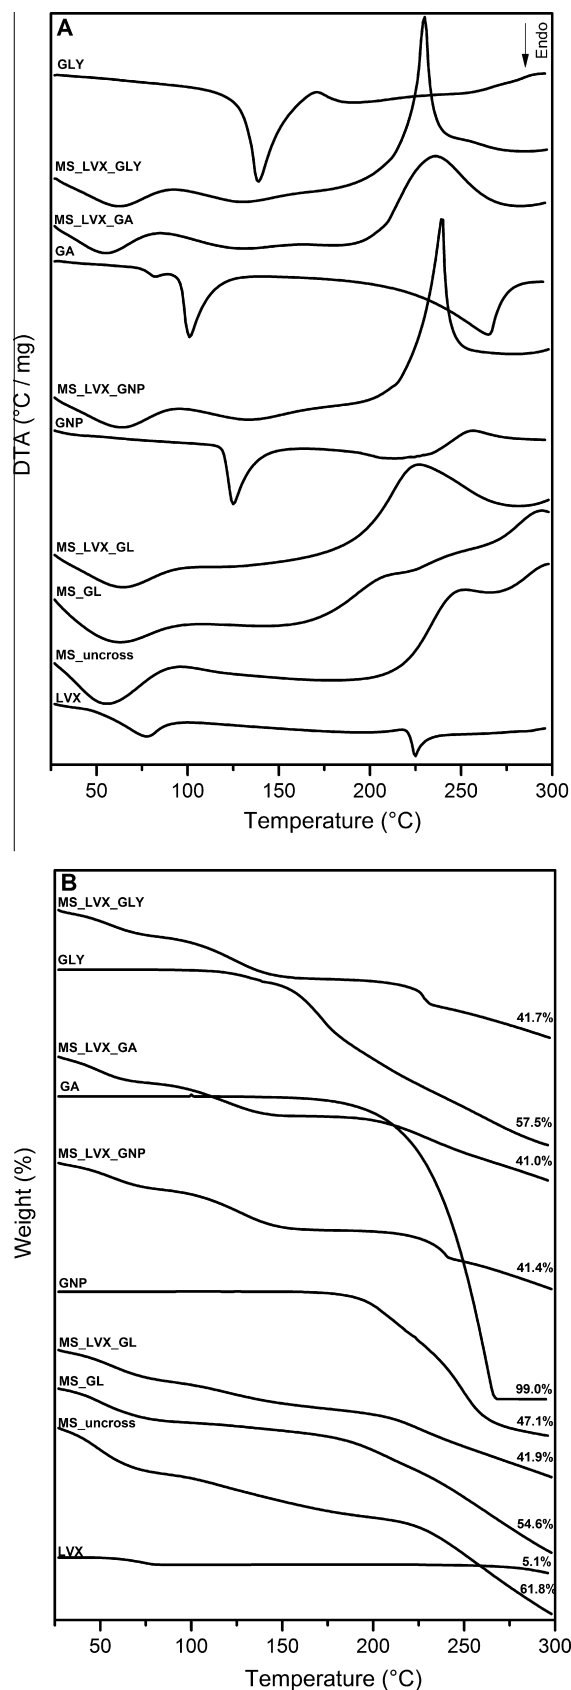 A
Endo
GLY
MS_LVX_GLY
MS_LVX_GA
GA
MS_LVX_GNP
GNP
MS_LVX_GL
MS_GL
MS_uncross
LVX
DTA (°C / mg)
50 100 150 200 250 300
Temperature (°C)
B
MS_LVX_GLY
41.7%
GLY
57.5%
MS_LVX_GA
41.0%
GA
MS_LVX_GNP
41.4%
GNP
99.0%
47.1%
MS_LVX_GL
41.9%
MS_GL
MS_uncross
54.6%
LVX
5.1%
61.8%
Weight (%)
50 100 150 200 250 300
Temperature (°C)